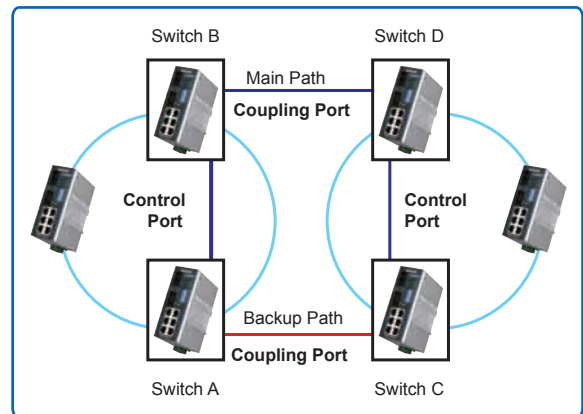 Switch B
Switch D
Main Path
Coupling Port
Control
Port
Control
Port
Backup Path
Coupling Port
Switch A
Switch C